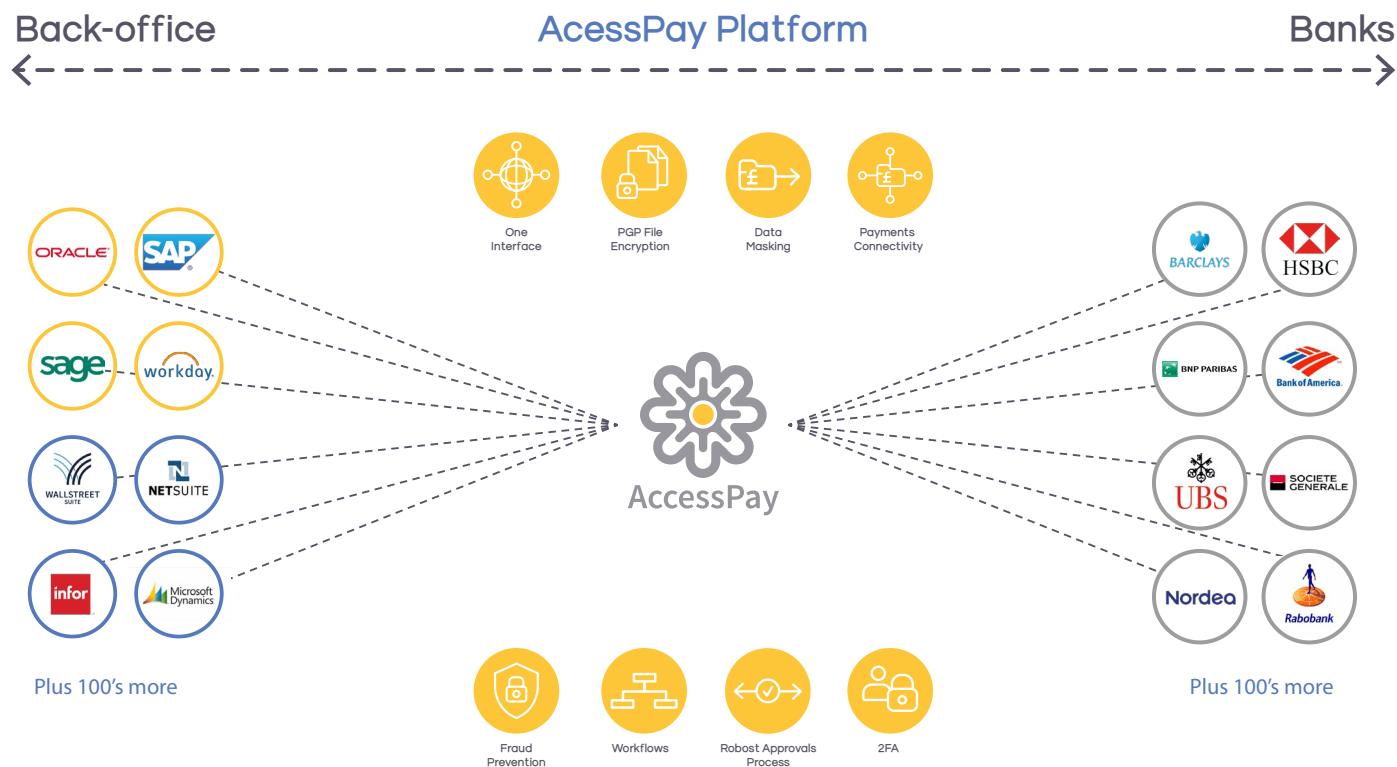 Back-office
AcessPay Platform
Banks
One
Interface
PGP File
Encryption
Data
Masking
Payments
Connectivity
ORACLE
SAP
®
sage
workday.
WALLSTREET
SUITE
NETSUITE
infor
Microsoft
Dynamics
Plus 100's more
AccessPay
BARCLAYS
HSBC
BNP PARIBAS
Bank of America
UBS
SOCIETE
GENERALE
Nordea
Rabobank
Plus 100's more
Fraud
Prevention
Workflows
Robost Approvals
Process
2FA